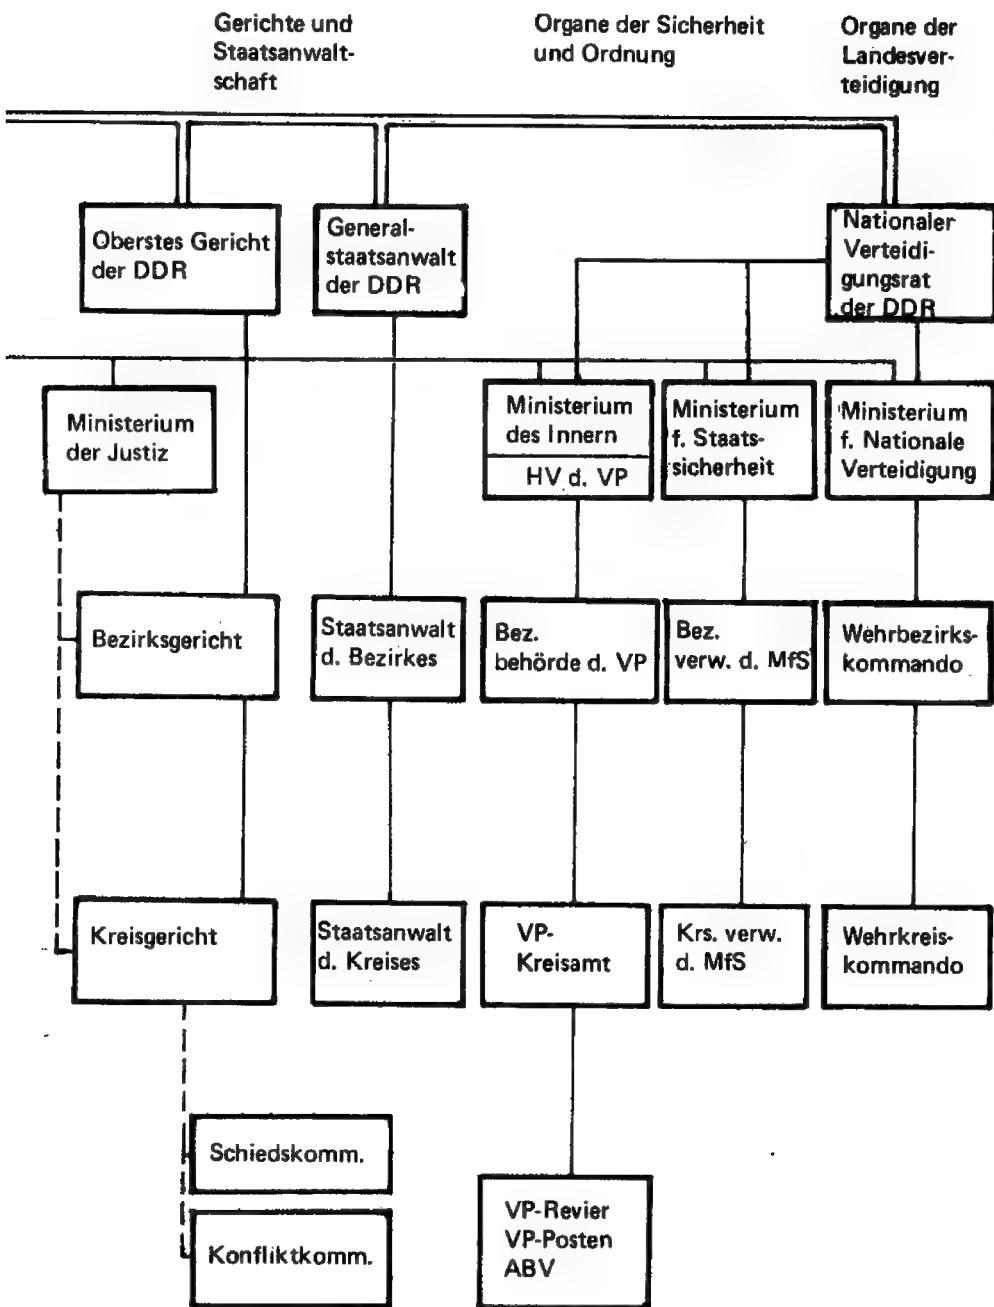 Gerichte und
Staatsanwalt-
schaft
Organe der Sicherheit
und Ordnung
Organe der
Landesver-
teidigung
Oberstes Gericht
der DDR
General-
staatsanwalt
der DDR
Nationaler
Verteidi-
gungsrat
der DDR
Ministerium
der Justiz
Ministerium
des Innern
HV d. VP
Ministerium
f. Staats-
sicherheit
Ministerium
f. Nationale
Verteidigung
Bezirksgericht
Staatsanwalt
d. Bezirkes
Bez.
behörde d. VP
Bez.
verw. d. MfS
Wehrbezirks-
kommando
Kreisgericht
Staatsanwalt
d. Kreises
VP-
Kreisamt
Krs. verw.
d. MfS
Wehrkreis-
kommando
Schiedskomm.
Konfliktkomm.
VP-Revier
VP-Posten
ABV